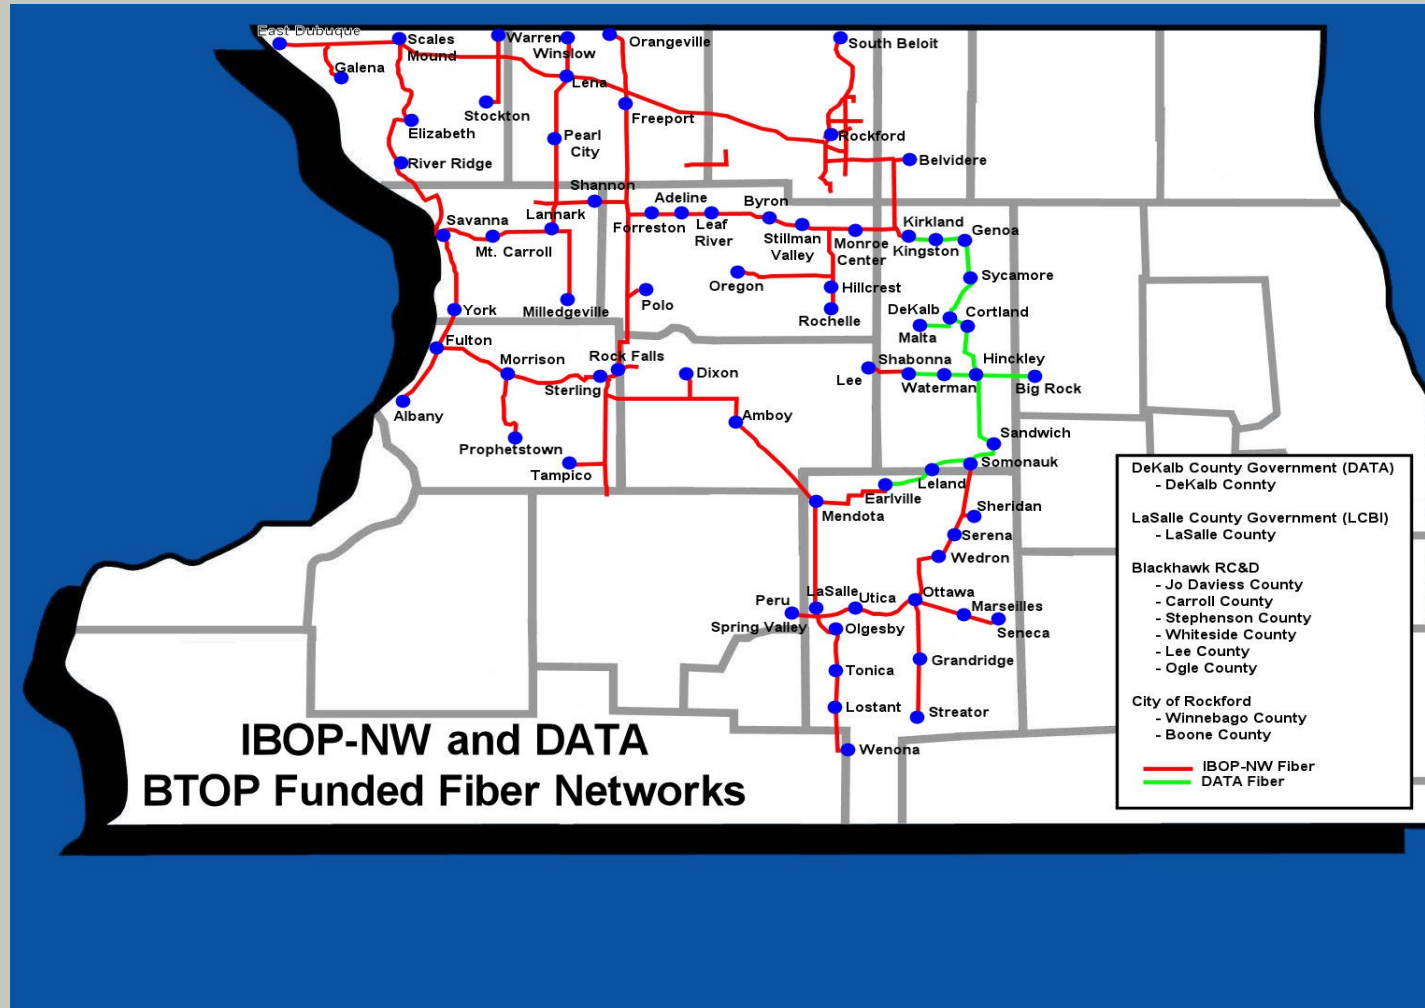 East Dubuque
Scales
Mound
Warren
Winslow
Orangeville
South Beloit
Galena
Lena
Stockton
Freeport
Elizabeth
Pearl
City
Rockford
River Ridge
Belvidere
Shannon
Adeline
Byron
Savanna
Lannark
Forreston
Leaf
River
Stillman
Valley
Monroe
Center
Kirkland
Kingston
Genoa
Mt. Carroll
Oregon
Hillcrest
Sycamore
Polo
York
Milledgeville
Rochelle
DeKalb
Cortland
Malta
Fulton
Morrison
Rock Falls
Sterling
Dixon
Lee
Shabonna
Waterman
Hinckley
Big Rock
Albany
Amboy
Prophetstown
Tampico
Sandwich
Somonauk
Leland
Earlville
Mendota
Sheridan
Serena
Wedron
LaSalle
Utica
Ottawa
Peru
Spring Valley
Marseilles
Seneca
Olgesby
Grandridge
Tonica
Lostant
Streator
Wenona
DeKalb County Government (DATA)
- DeKalb Connty
LaSalle County Government (LCBI)
- LaSalle County
Blackhawk RC&D
- Jo Daviess County
- Carroll County
- Stephenson County
- Whiteside County
- Lee County
- Ogle County
City of Rockford
- Winnebago County
- Boone County
IBOP-NW Fiber
DATA Fiber
IBOP-NW and DATA
BTOP Funded Fiber Networks